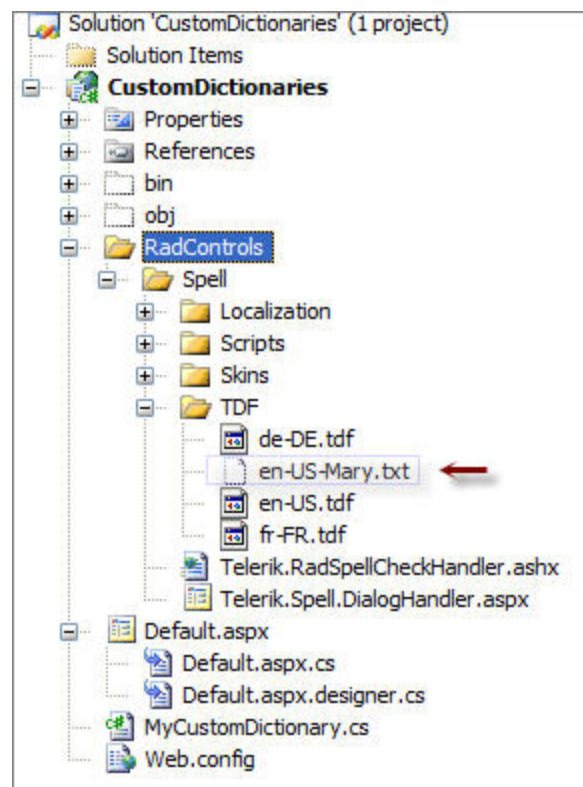 Solution 'CustomDictionaries' (1 project)
Solution Items
CustomDictionaries
Properties
References
bin
obj
RadControls
Spell
Localization
Scripts
Skins
TDF
de-DE.tdf
en-US-Mary.txt
en-US.tdf
fr-FR.tdf
Telerik.RadSpellCheckHandler.ashx
Telerik.Spell.DialogHandler.aspx
Default.aspx
Default.aspx.cs
Default.aspx.designer.cs
MyCustomDictionary.cs
Web.config